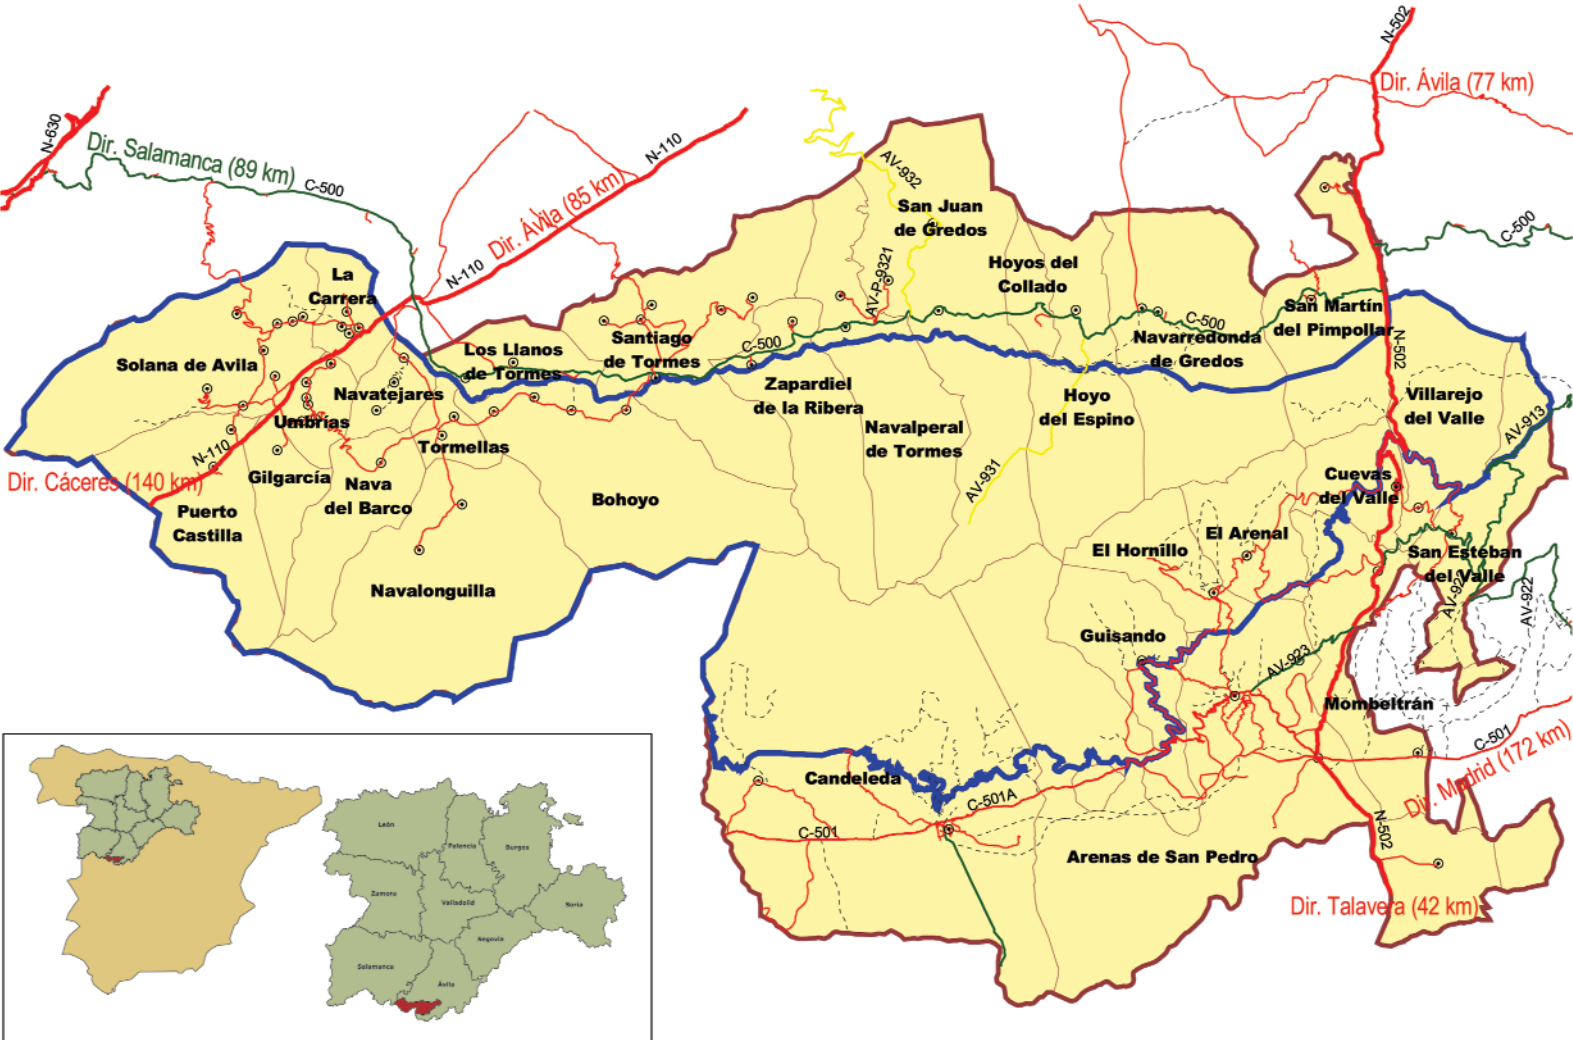 N-502
Dir. Ávila (77 km)
N-630
Dir. Salamanca (89 km)
C-500
N-110
Dir. Ávila (85 km)
N-110
AV-932
San Juan
de Gredos
C-500
AV-P-9321
Hoyos del
Collado
La
Carrera
San Martín
del Pimpollar
C-500
Navarredonda
de Gredos
N-502
Santiago
de Tormes
C-500
Los Llanos
de Tormes
Solana de Avila
Navatejares
Zapardiel
de la Ribera
Hoyo
del Espino
Villarejo
del Valle
AV-913
Umbrías
Tormellas
Navalperal
de Tormes
N-110
Dir. Cáceres (140 km)
Gilgarcía
Nava
del Barco
Bohoyo
AV-931
Cuevas
del Valle
Puerto
Castilla
El Arenal
El Hornillo
San Esteban
del Valle
AV-922
AV-922
Navalonguilla
Guisando
AV-923
Mombeltrán
C-501
Dir. Madrid (172 km)
Candeleda
C-501A
C-501
N-502
Arenas de San Pedro
Dir. Talavera (42 km)
León
Palencia
Burgos
Zamora
Valladolid
Soria
Segovia
Salamanca
Ávila